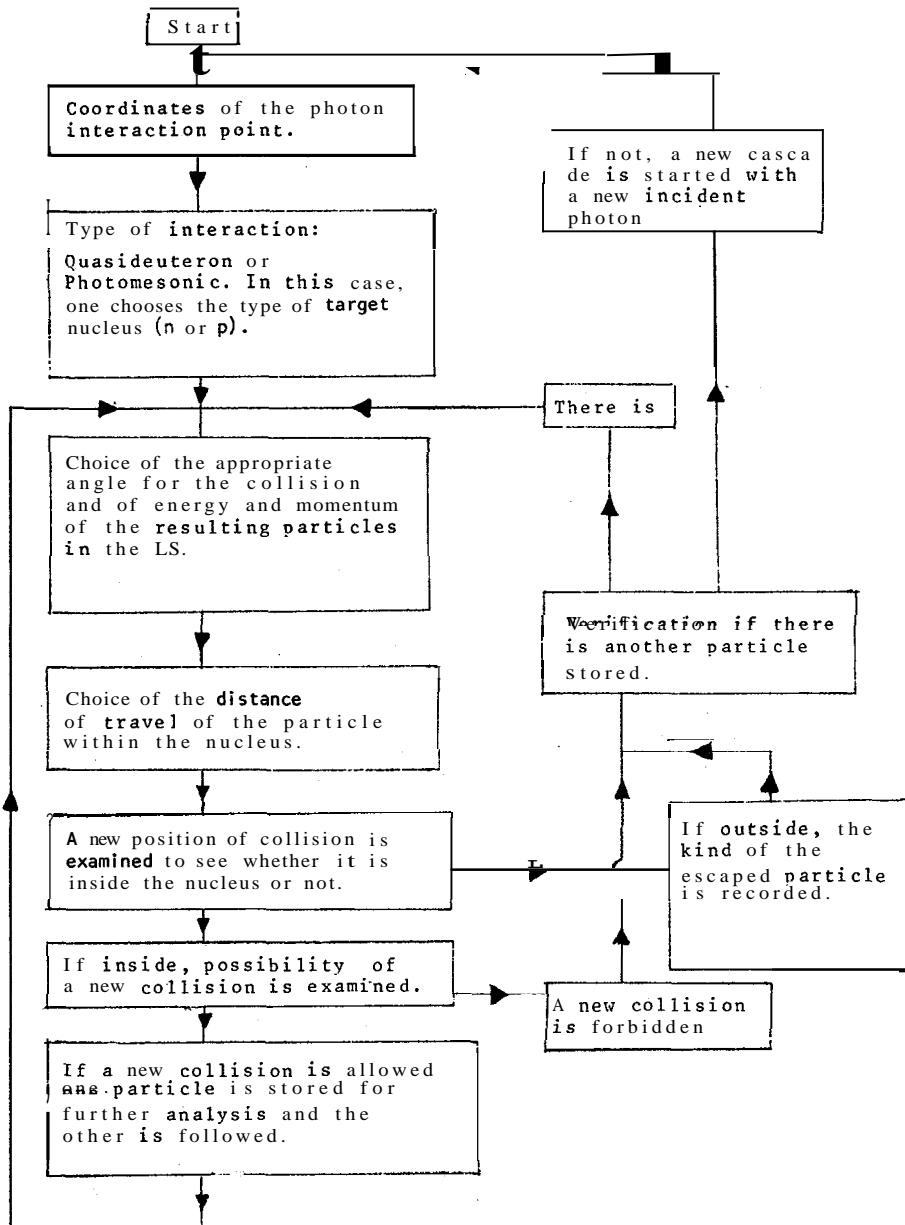 Start
Coordinates of the photon
interaction point.
Type of interaction:
Quasideuteron or
Photomesonic. In this case,
one chooses the type of target
nucleus (n or p).
Choice of the appropriate
angle for the collision
and of energy and momentum
of the resulting particles
in the LS.
Choice of the distance
of travel of the particle
within the nucleus.
A new position of collision is
examined to see whether it is
inside the nucleus or not.
If inside, possibility of
a new collision is examined.
If a new collision is allowed
particle is stored for
further analysis and the
other is followed.
If not, a new casca
de is started with
a new incident
photon
There is
Verification if there
is another particle
stored.
If outside, the
kind of the
escaped particle
is recorded.
A new collision
is forbidden